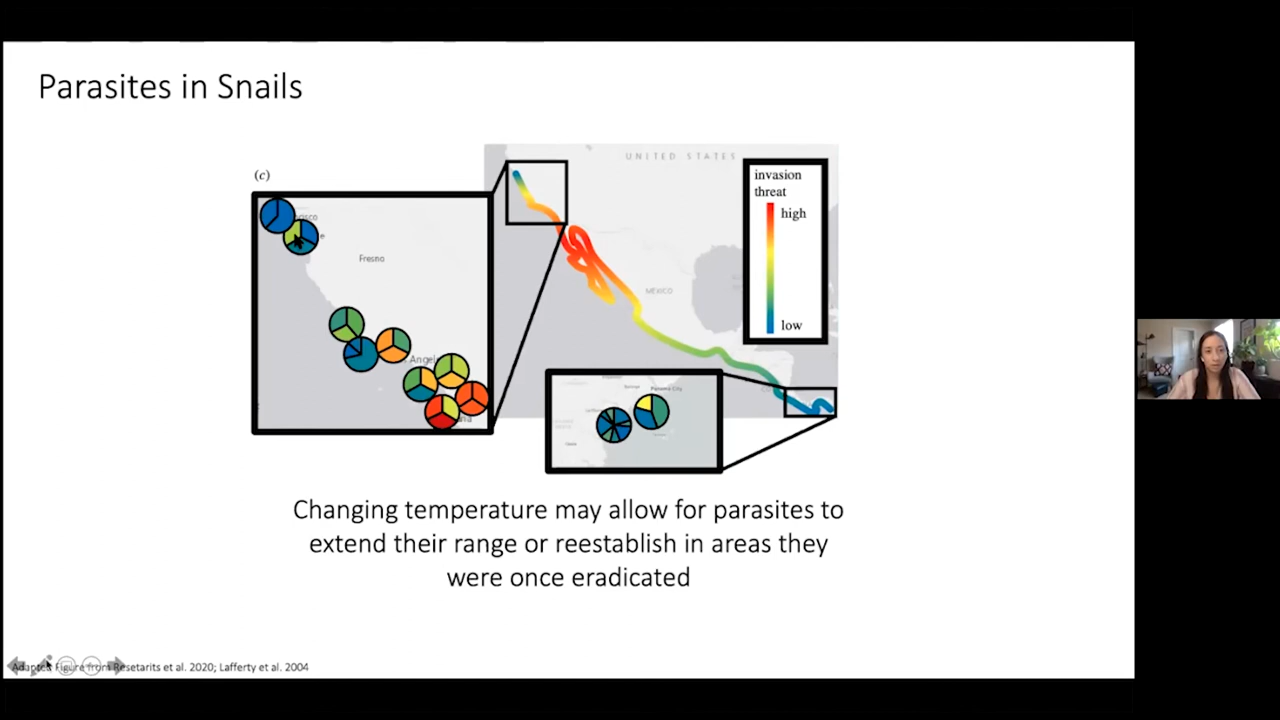 Parasites in Snails
(c)
UNITED STATES
invasion
threat
high
low
MEXICO
Fresno
Angel
Panama City
Changing temperature may allow for parasites to
extend their range or reestablish in areas they
were once eradicated
Adapted Figure from Resetarits et al. 2020; Lafferty et al. 2004